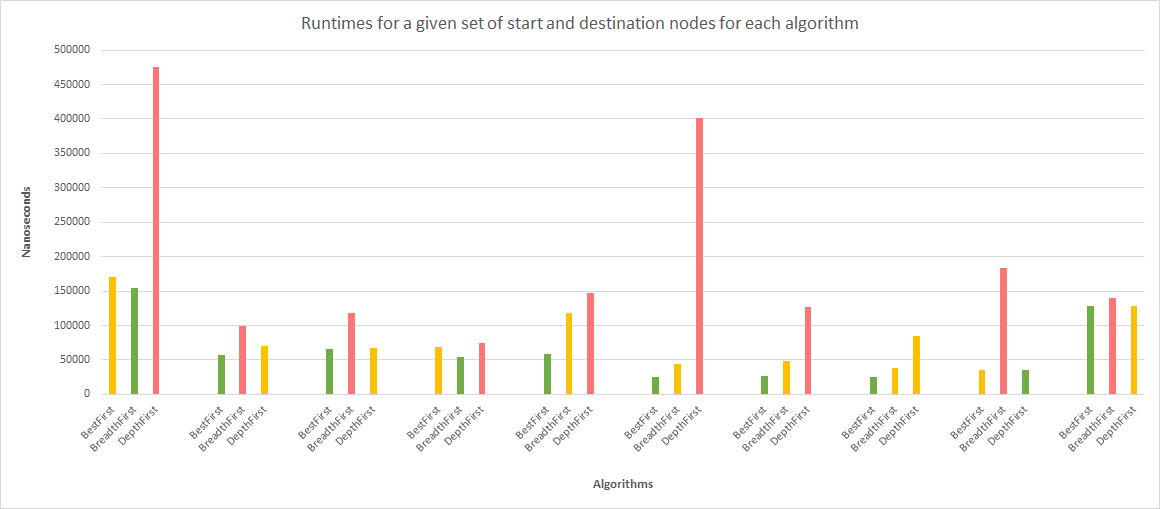 Runtimes for a given set of start and destination nodes for each algorithm
500000
450000
400000
350000
300000
250000
200000
150000
100000
50000
0
Nanoseconds
BestFirst
BreadthFirst
DepthFirst
BestFirst
BreadthFirst
DepthFirst
BestFirst
BreadthFirst
DepthFirst
BestFirst
BreadthFirst
DepthFirst
BestFirst
BreadthFirst
DepthFirst
BestFirst
BreadthFirst
DepthFirst
BestFirst
BreadthFirst
DepthFirst
BestFirst
BreadthFirst
DepthFirst
BestFirst
BreadthFirst
DepthFirst
BestFirst
BreadthFirst
DepthFirst
Algorithms